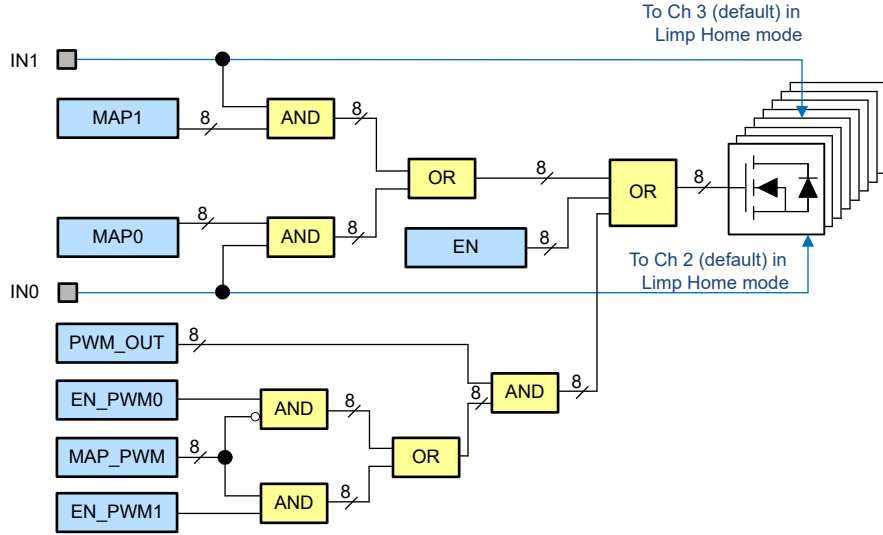 To Ch 3 (default) in
Limp Home mode
IN1
MAP1
8
AND
8
OR
8
OR
8
MAP0
8
AND
8
EN
8
To Ch 2 (default) in
Limp Home mode
IN0
PWM_OUT
8
AND
8
EN_PWM0
AND
8
8
MAP_PWM
8
OR
EN_PWM1
AND
8